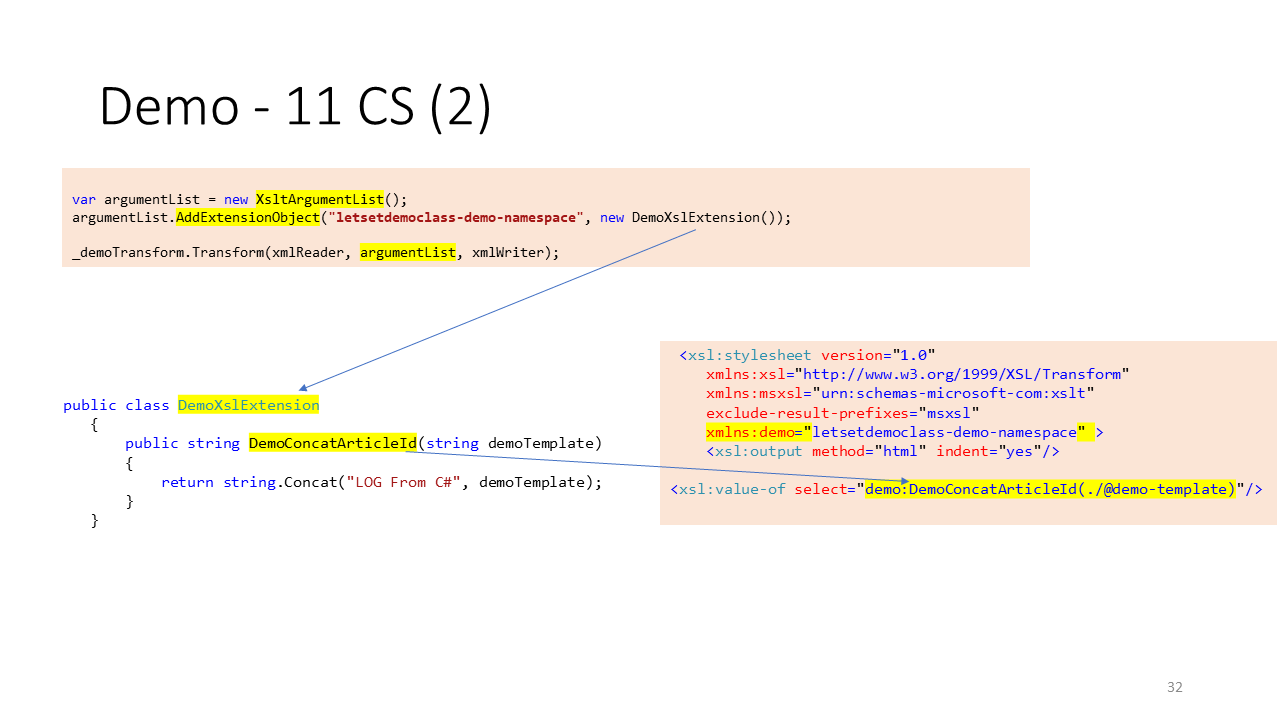 Demo - 11 CS (2)
var argumentList = new XsltArgumentList();
argumentList.AddExtensionObject("letsetdemoclass-demo-namespace", new DemoXslExtension());
_demoTransform.Transform(xmlReader, argumentList, xmlWriter);
public class DemoXslExtension
{
public string DemoConcatArticleId(string demoTemplate)
{
return string.Concat("LOG From C#", demoTemplate);
}
}
<xsl:stylesheet version="1.0"
xmlns:xsl="http://www.w3.org/1999/XSL/Transform"
xmlns:msxsl="urn:schemas-microsoft-com:xslt"
exclude-result-prefixes="msxsl"
xmlns:demo="letsetdemoclass-demo-namespace" >
<xsl:output method="html" indent="yes"/>
<xsl:value-of select="demo:DemoConcatArticleId(./@demo-template)"/>
32